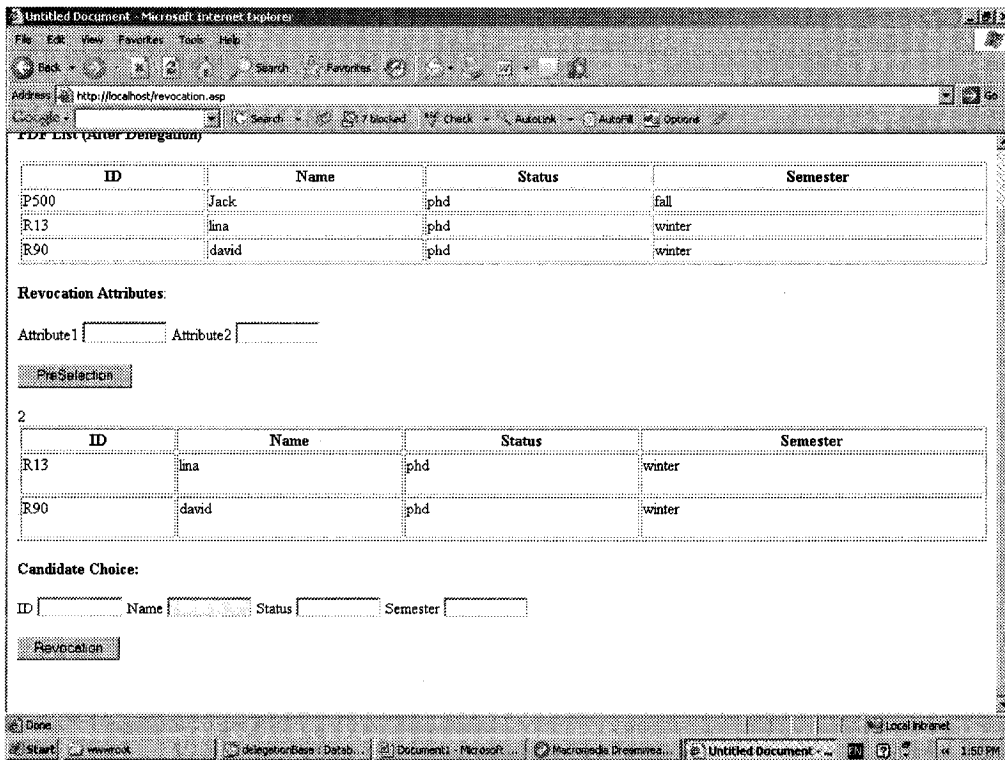 Untitled Document - Microsoft Internet Explorer
File Edit View Favorites Tools Help
Back Search Favorites
Address http://localhost/revocation.asp Go
Google Search 7 blocked Check AutoLink AutoFill Options
PDF List (After Delegation)
ID Name Status Semester
P500 Jack phd fall
R13 lina phd winter
R90 david phd winter
Revocation Attributes:
Attribute1 Attribute2
PreSelection
2
ID Name Status Semester
R13 lina phd winter
R90 david phd winter
Candidate Choice:
ID Name Status Semester
Revocation
Done Local intranet
Start wwwroot delegationBase : Datab... Document1 - Microsoft ... Macromedia Dreamwea... Untitled Document - ... EN 1:50 PM